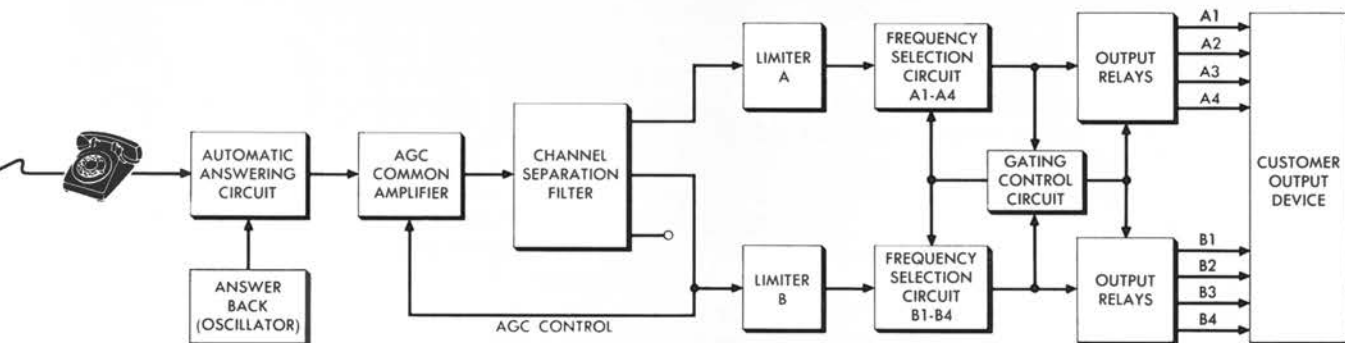 AUTOMATIC
ANSWERING
CIRCUIT
ANSWER
BACK
(OSCILLATOR)
AGC
COMMON
AMPLIFIER
AGC CONTROL
CHANNEL
SEPARATION
FILTER
LIMITER
A
FREQUENCY
SELECTION
CIRCUIT
A1-A4
LIMITER
B
FREQUENCY
SELECTION
CIRCUIT
B1-B4
GATING
CONTROL
CIRCUIT
OUTPUT
RELAYS
A1
A2
A3
A4
OUTPUT
RELAYS
B1
B2
B3
B4
CUSTOMER
OUTPUT
DEVICE